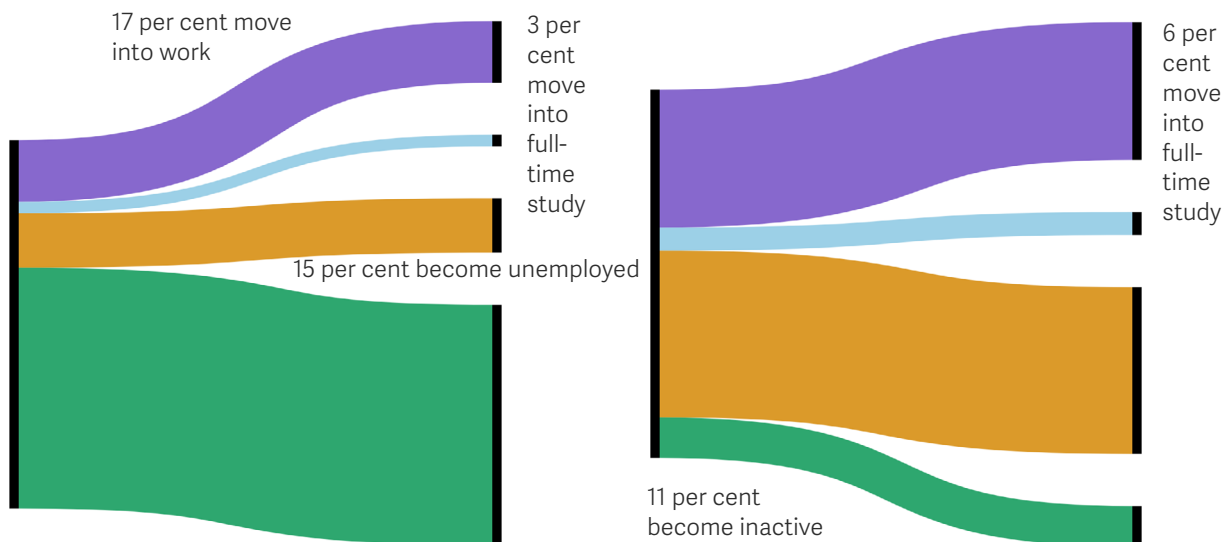 17 per cent move
into work
3 per
cent
move
into
full-
time
study
15 per cent become unemployed
6 per
cent
move
into
full-
time
study
11 per cent
become inactive